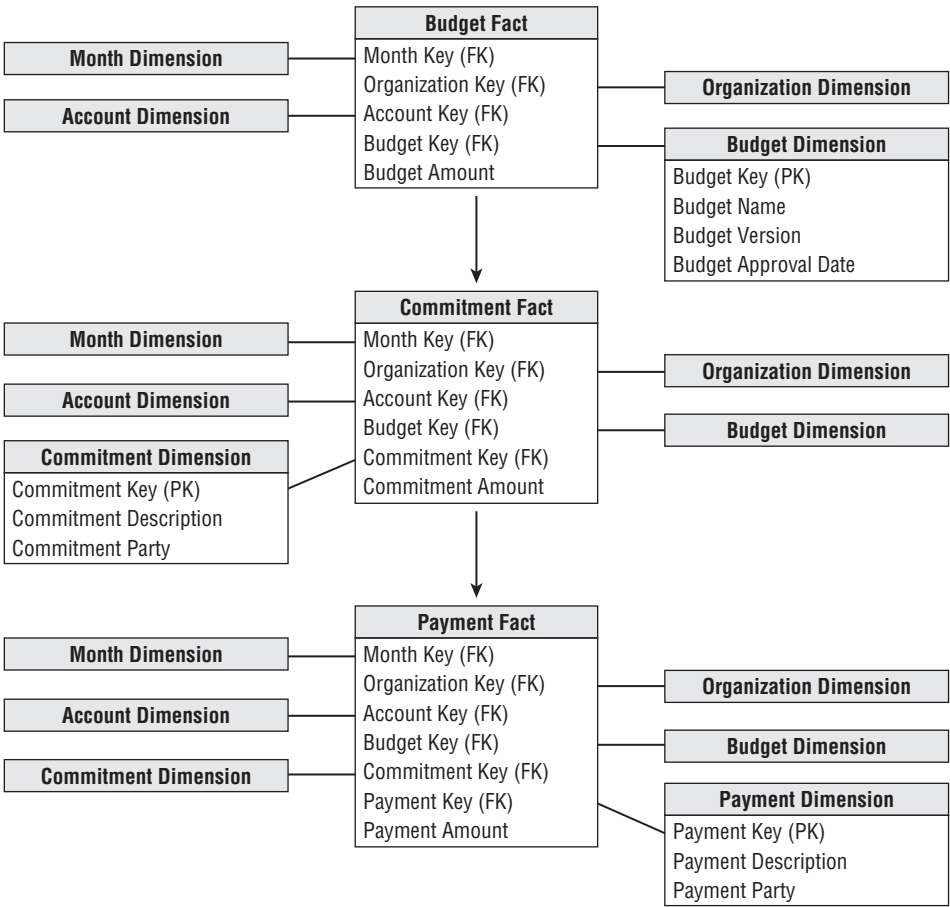 Budget Fact
Month Key (FK)
Organization Key (FK)
Account Key (FK)
Budget Key (FK)
Budget Amount
Month Dimension
Account Dimension
Organization Dimension
Budget Dimension
Budget Key (PK)
Budget Name
Budget Version
Budget Approval Date
Commitment Fact
Month Key (FK)
Organization Key (FK)
Account Key (FK)
Budget Key (FK)
Commitment Key (FK)
Commitment Amount
Month Dimension
Account Dimension
Commitment Dimension
Commitment Key (PK)
Commitment Description
Commitment Party
Organization Dimension
Budget Dimension
Payment Fact
Month Key (FK)
Organization Key (FK)
Account Key (FK)
Budget Key (FK)
Commitment Key (FK)
Payment Key (FK)
Payment Amount
Month Dimension
Account Dimension
Commitment Dimension
Organization Dimension
Budget Dimension
Payment Dimension
Payment Key (PK)
Payment Description
Payment Party